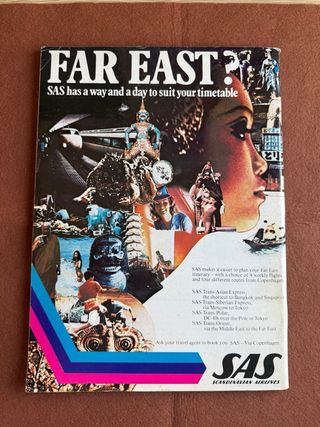 FAR EAST?
SAS has a way and a day to suit your timetable
SAS makes it easier to plan your Far East
itinerary – with a choice of 8 weekly flights
and four different routes from Copenhagen
SAS Trans-Asian Express,
the shortcut to Bangkok and Singapore
SAS Trans-Siberian Express,
via Moscow to Tokyo
SAS Trans-Polar,
DC-8s over the Pole to Tokyo
SAS Trans-Orient,
via the Middle East to the Far East
Ask your travel agent to book you SAS – Via Copenhagen
SAS
SCANDINAVIAN AIRLINES